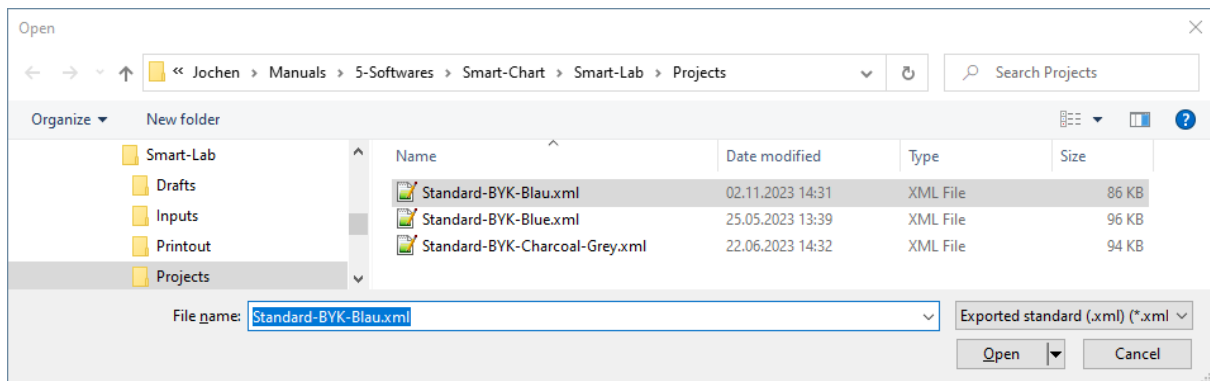 Open
« Jochen > Manuals > 5-Softwares > Smart-Chart > Smart-Lab > Projects
Search Projects
Organize
New folder
Smart-Lab
Drafts
Inputs
Printout
Projects
Name Date modified Type Size
Standard-BYK-Blau.xml 02.11.2023 14:31 XML File 86 KB
Standard-BYK-Blue.xml 25.05.2023 13:39 XML File 96 KB
Standard-BYK-Charcoal-Grey.xml 22.06.2023 14:32 XML File 94 KB
File name: Standard-BYK-Blau.xml
Exported standard (.xml) (*.xml
Open
Cancel